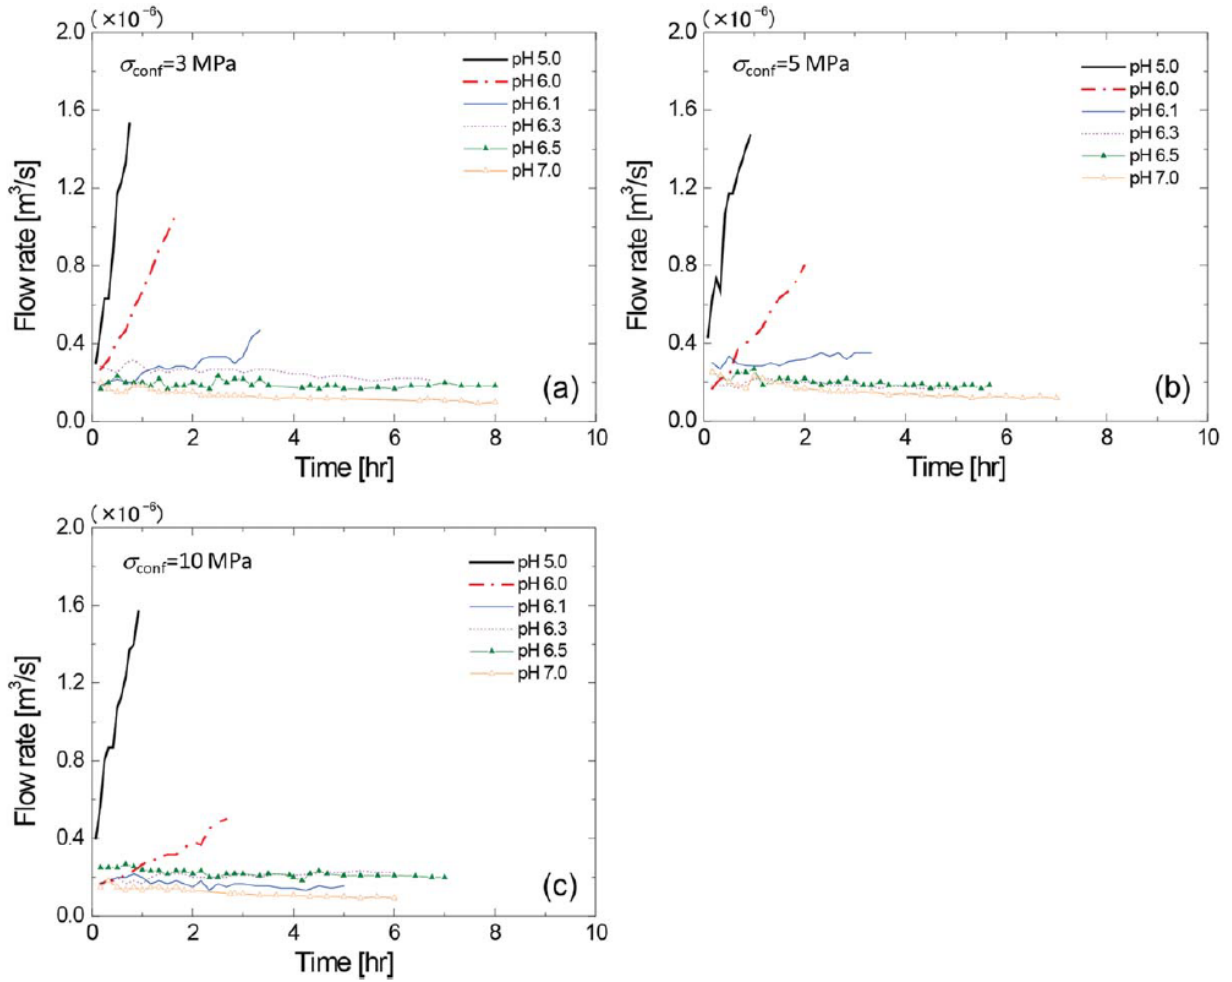 (×10⁻⁶)
2.0
1.6
1.2
0.8
0.4
0.0
Flow rate [m³/s]
σconf=3 MPa
pH 5.0
pH 6.0
pH 6.1
pH 6.3
pH 6.5
pH 7.0
(a)
0 2 4 6 8 10
Time [hr]
(×10⁻⁶)
2.0
1.6
1.2
0.8
0.4
0.0
Flow rate [m³/s]
σconf=5 MPa
pH 5.0
pH 6.0
pH 6.1
pH 6.3
pH 6.5
pH 7.0
(b)
0 2 4 6 8 10
Time [hr]
(×10⁻⁶)
2.0
1.6
1.2
0.8
0.4
0.0
Flow rate [m³/s]
σconf=10 MPa
pH 5.0
pH 6.0
pH 6.1
pH 6.3
pH 6.5
pH 7.0
(c)
0 2 4 6 8 10
Time [hr]